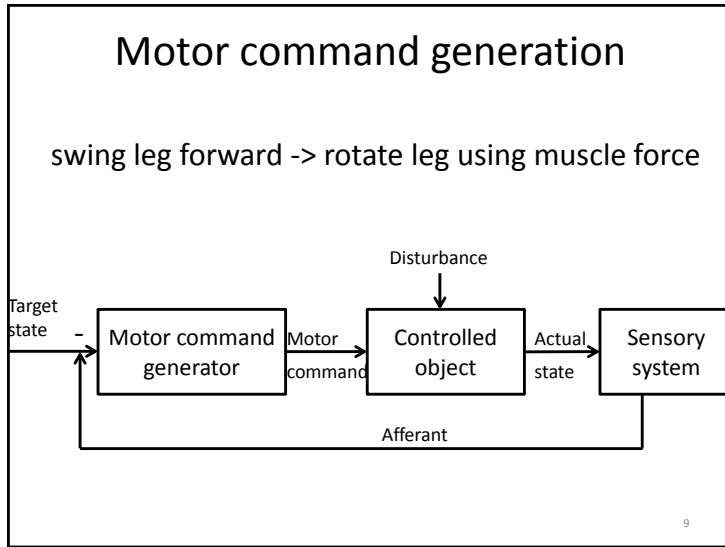 Motor command generation
swing leg forward -> rotate leg using muscle force
Disturbance
Target
state
-
Motor command
generator
Motor
command
Controlled
object
Actual
state
Sensory
system
Afferant
9